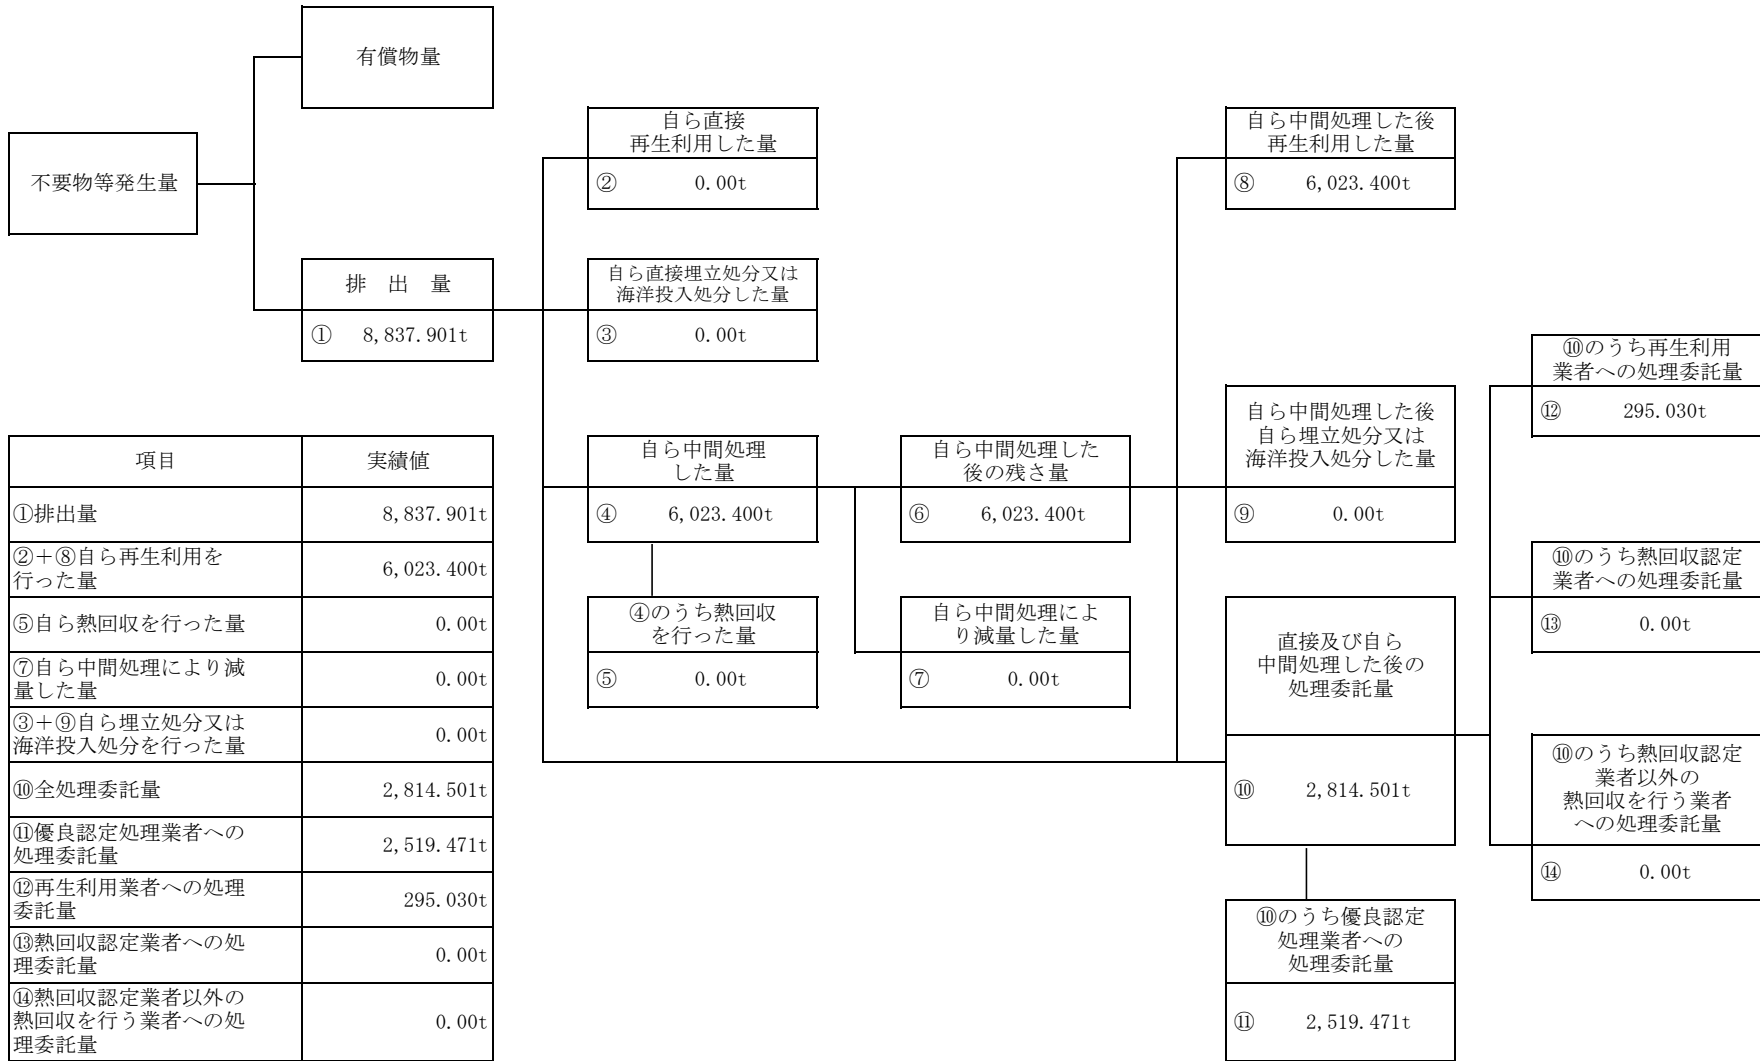 有償物量
不要物等発生量
排　出　量
① 8,837.901t
自ら直接
再生利用した量
② 0.00t
自ら直接埋立処分又は
海洋投入処分した量
③ 0.00t
自ら中間処理
した量
④ 6,023.400t
④のうち熱回収
を行った量
⑤ 0.00t
自ら中間処理した
後の残さ量
⑥ 6,023.400t
自ら中間処理によ
り減量した量
⑦ 0.00t
自ら中間処理した後
再生利用した量
⑧ 6,023.400t
自ら中間処理した後
自ら埋立処分又は
海洋投入処分した量
⑨ 0.00t
直接及び自ら
中間処理した後の
処理委託量
⑩ 2,814.501t
⑩のうち優良認定
処理業者への
処理委託量
⑪ 2,519.471t
⑩のうち再生利用
業者への処理委託量
⑫ 295.030t
⑩のうち熱回収認定
業者への処理委託量
⑬ 0.00t
⑩のうち熱回収認定
業者以外の
熱回収を行う業者
への処理委託量
⑭ 0.00t
項目 実績値
①排出量 8,837.901t
②＋⑧自ら再生利用を
行った量 6,023.400t
⑤自ら熱回収を行った量 0.00t
⑦自ら中間処理により減
量した量 0.00t
③＋⑨自ら埋立処分又は
海洋投入処分を行った量 0.00t
⑩全処理委託量 2,814.501t
⑪優良認定処理業者への
処理委託量 2,519.471t
⑫再生利用業者への処理
委託量 295.030t
⑬熱回収認定業者への処
理委託量 0.00t
⑭熱回収認定業者以外の
熱回収を行う業者への処
理委託量 0.00t